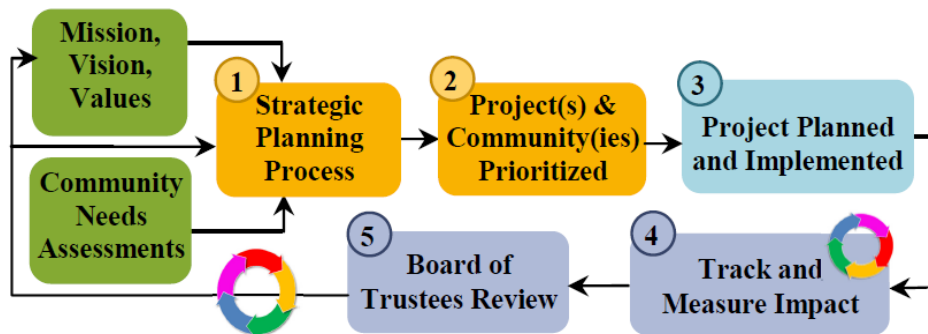 Mission,
Vision,
Values
Community
Needs
Assessments
1
Strategic
Planning
Process
2
Project(s) &
Community(ies)
Prioritized
3
Project Planned
and Implemented
4
Track and
Measure Impact
5
Board of
Trustees Review